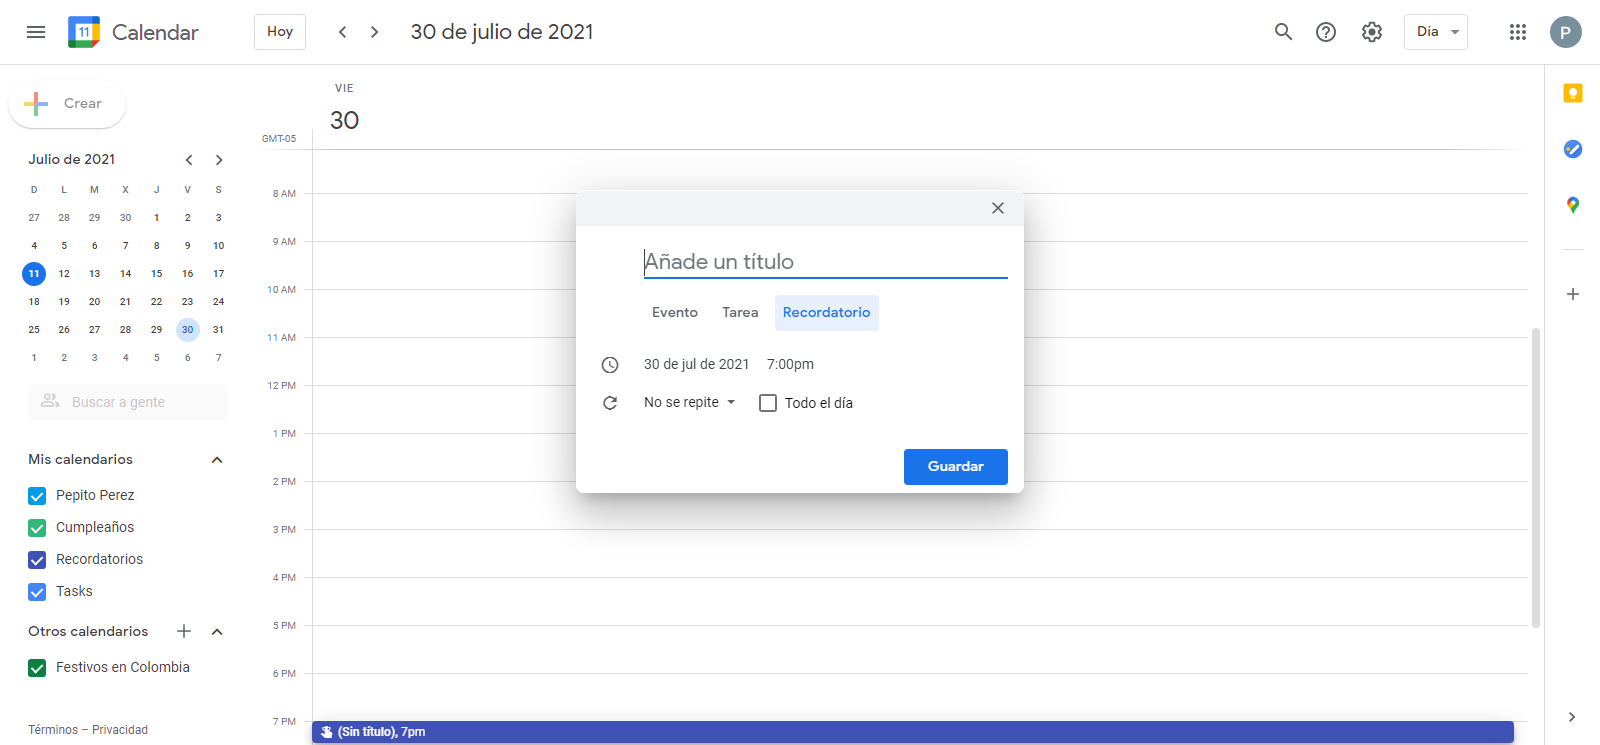 11 Calendar Hoy 30 de julio de 2021 Día P
Crear
VIE
30
GMT-05
Julio de 2021
D L M X J V S
27 28 29 30 1 2 3
4 5 6 7 8 9 10
11 12 13 14 15 16 17
18 19 20 21 22 23 24
25 26 27 28 29 30 31
1 2 3 4 5 6 7
Buscar a gente
Mis calendarios
Pepito Perez
Cumpleaños
Recordatorios
Tasks
Otros calendarios
Festivos en Colombia
Términos – Privacidad
8 AM
9 AM
10 AM
11 AM
12 PM
1 PM
2 PM
3 PM
4 PM
5 PM
6 PM
7 PM
Añade un título
Evento Tarea Recordatorio
30 de jul de 2021 7:00pm
No se repite Todo el día
Guardar
(Sin título), 7pm